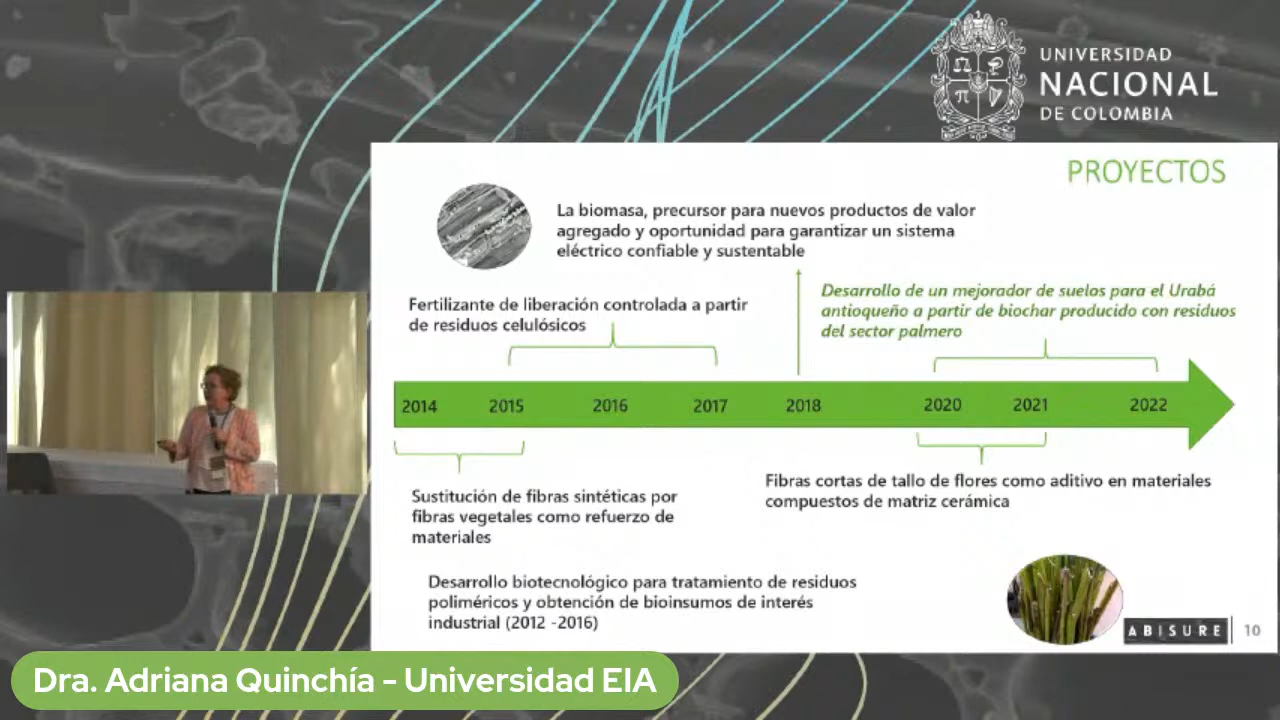 UNIVERSIDAD
NACIONAL
DE COLOMBIA
PROYECTOS
La biomasa, precursor para nuevos productos de valor
agregado y oportunidad para garantizar un sistema
eléctrico confiable y sustentable
Fertilizante de liberación controlada a partir
de residuos celulósicos
Desarrollo de un mejorador de suelos para el Urabá
antioqueño a partir de biochar producido con residuos
del sector palmero
2014 2015 2016 2017 2018 2020 2021 2022
Sustitución de fibras sintéticas por
fibras vegetales como refuerzo de
materiales
Fibras cortas de tallo de flores como aditivo en materiales
compuestos de matriz cerámica
Desarrollo biotecnológico para tratamiento de residuos
poliméricos y obtención de bioinsumos de interés
industrial (2012 -2016)
ABISURE 10
Dra. Adriana Quinchía - Universidad EIA